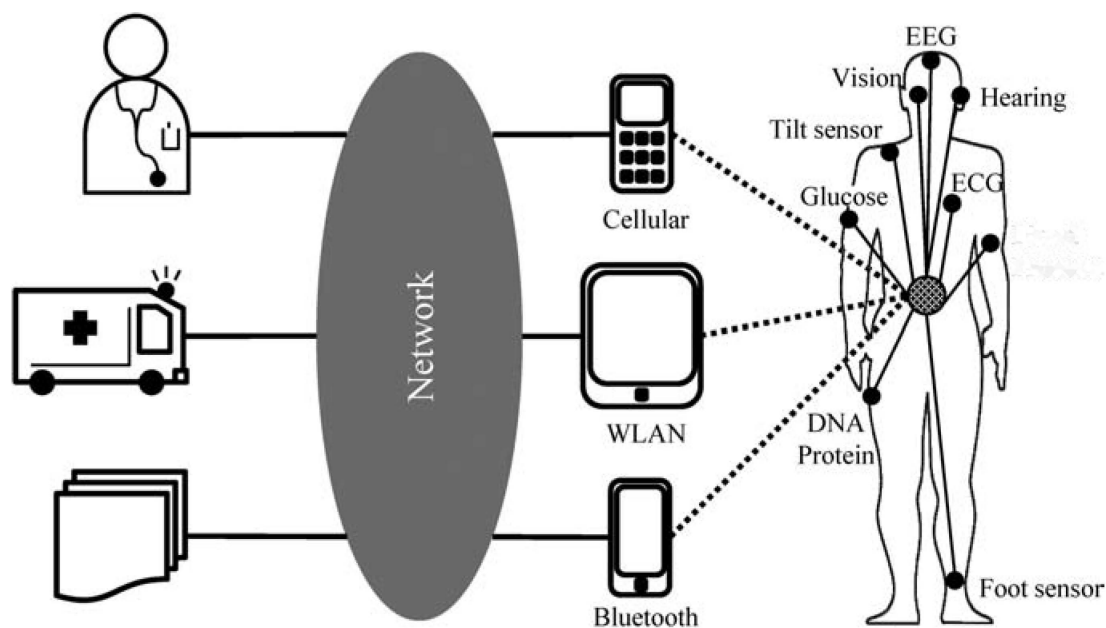 EEG
Vision
Hearing
Tilt sensor
ECG
Glucose
Cellular
Network
WLAN
DNA
Protein
Foot sensor
Bluetooth